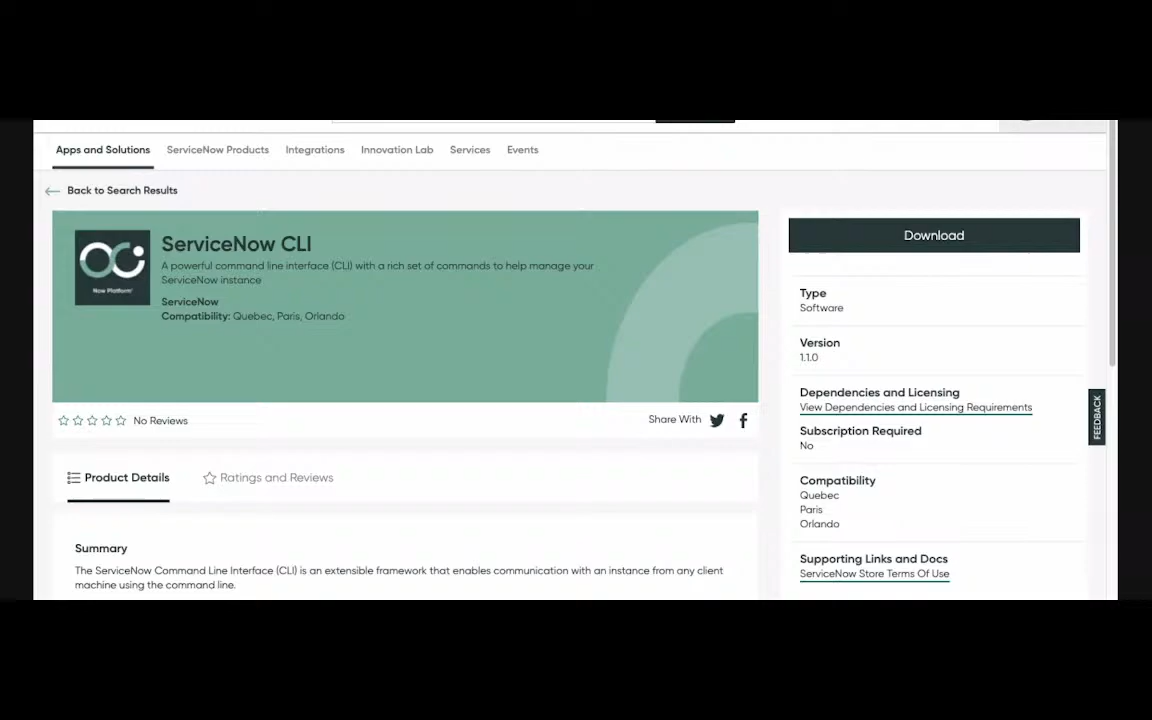 Apps and Solutions
ServiceNow Products
Integrations
Innovation Lab
Services
Events
Back to Search Results
Now Platform
ServiceNow CLI
A powerful command line interface (CLI) with a rich set of commands to help manage your
ServiceNow instance
ServiceNow
Compatibility: Quebec, Paris, Orlando
No Reviews
Share With
Product Details
Ratings and Reviews
Summary
The ServiceNow Command Line Interface (CLI) is an extensible framework that enables communication with an instance from any client
machine using the command line.
Download
Type
Software
Version
1.1.0
Dependencies and Licensing
View Dependencies and Licensing Requirements
Subscription Required
No
Compatibility
Quebec
Paris
Orlando
Supporting Links and Docs
ServiceNow Store Terms Of Use
FEEDBACK